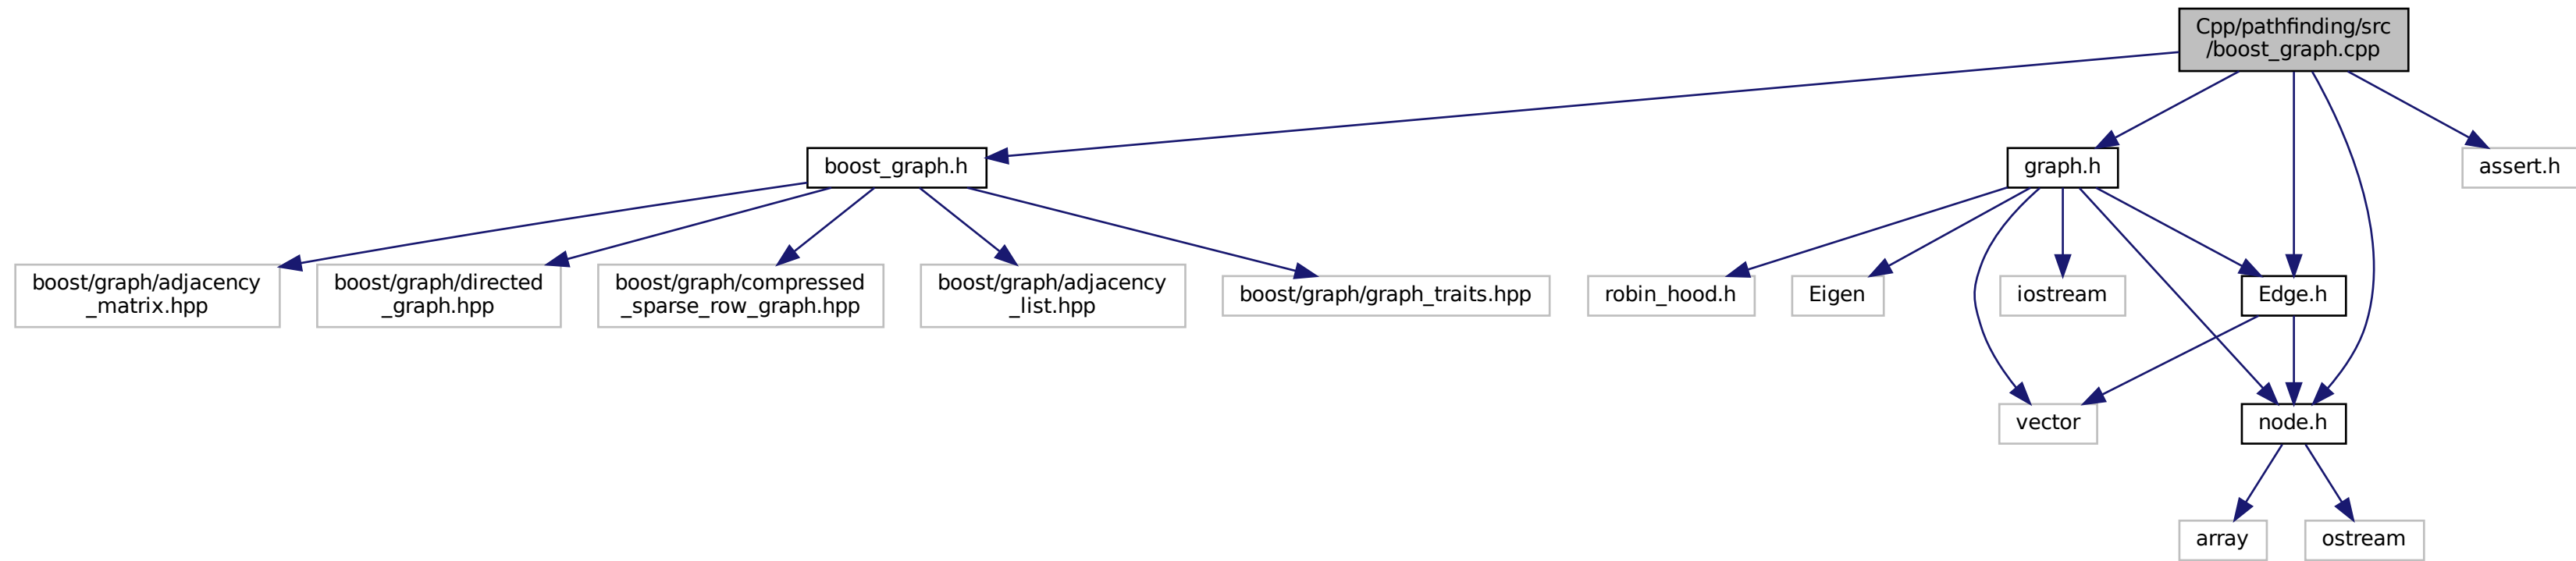 Cpp/pathfinding/src
/boost_graph.cpp
boost_graph.h
graph.h
assert.h
boost/graph/adjacency
_matrix.hpp
boost/graph/directed
_graph.hpp
boost/graph/compressed
_sparse_row_graph.hpp
boost/graph/adjacency
_list.hpp
boost/graph/graph_traits.hpp
robin_hood.h
Eigen
iostream
Edge.h
vector
node.h
array
ostream